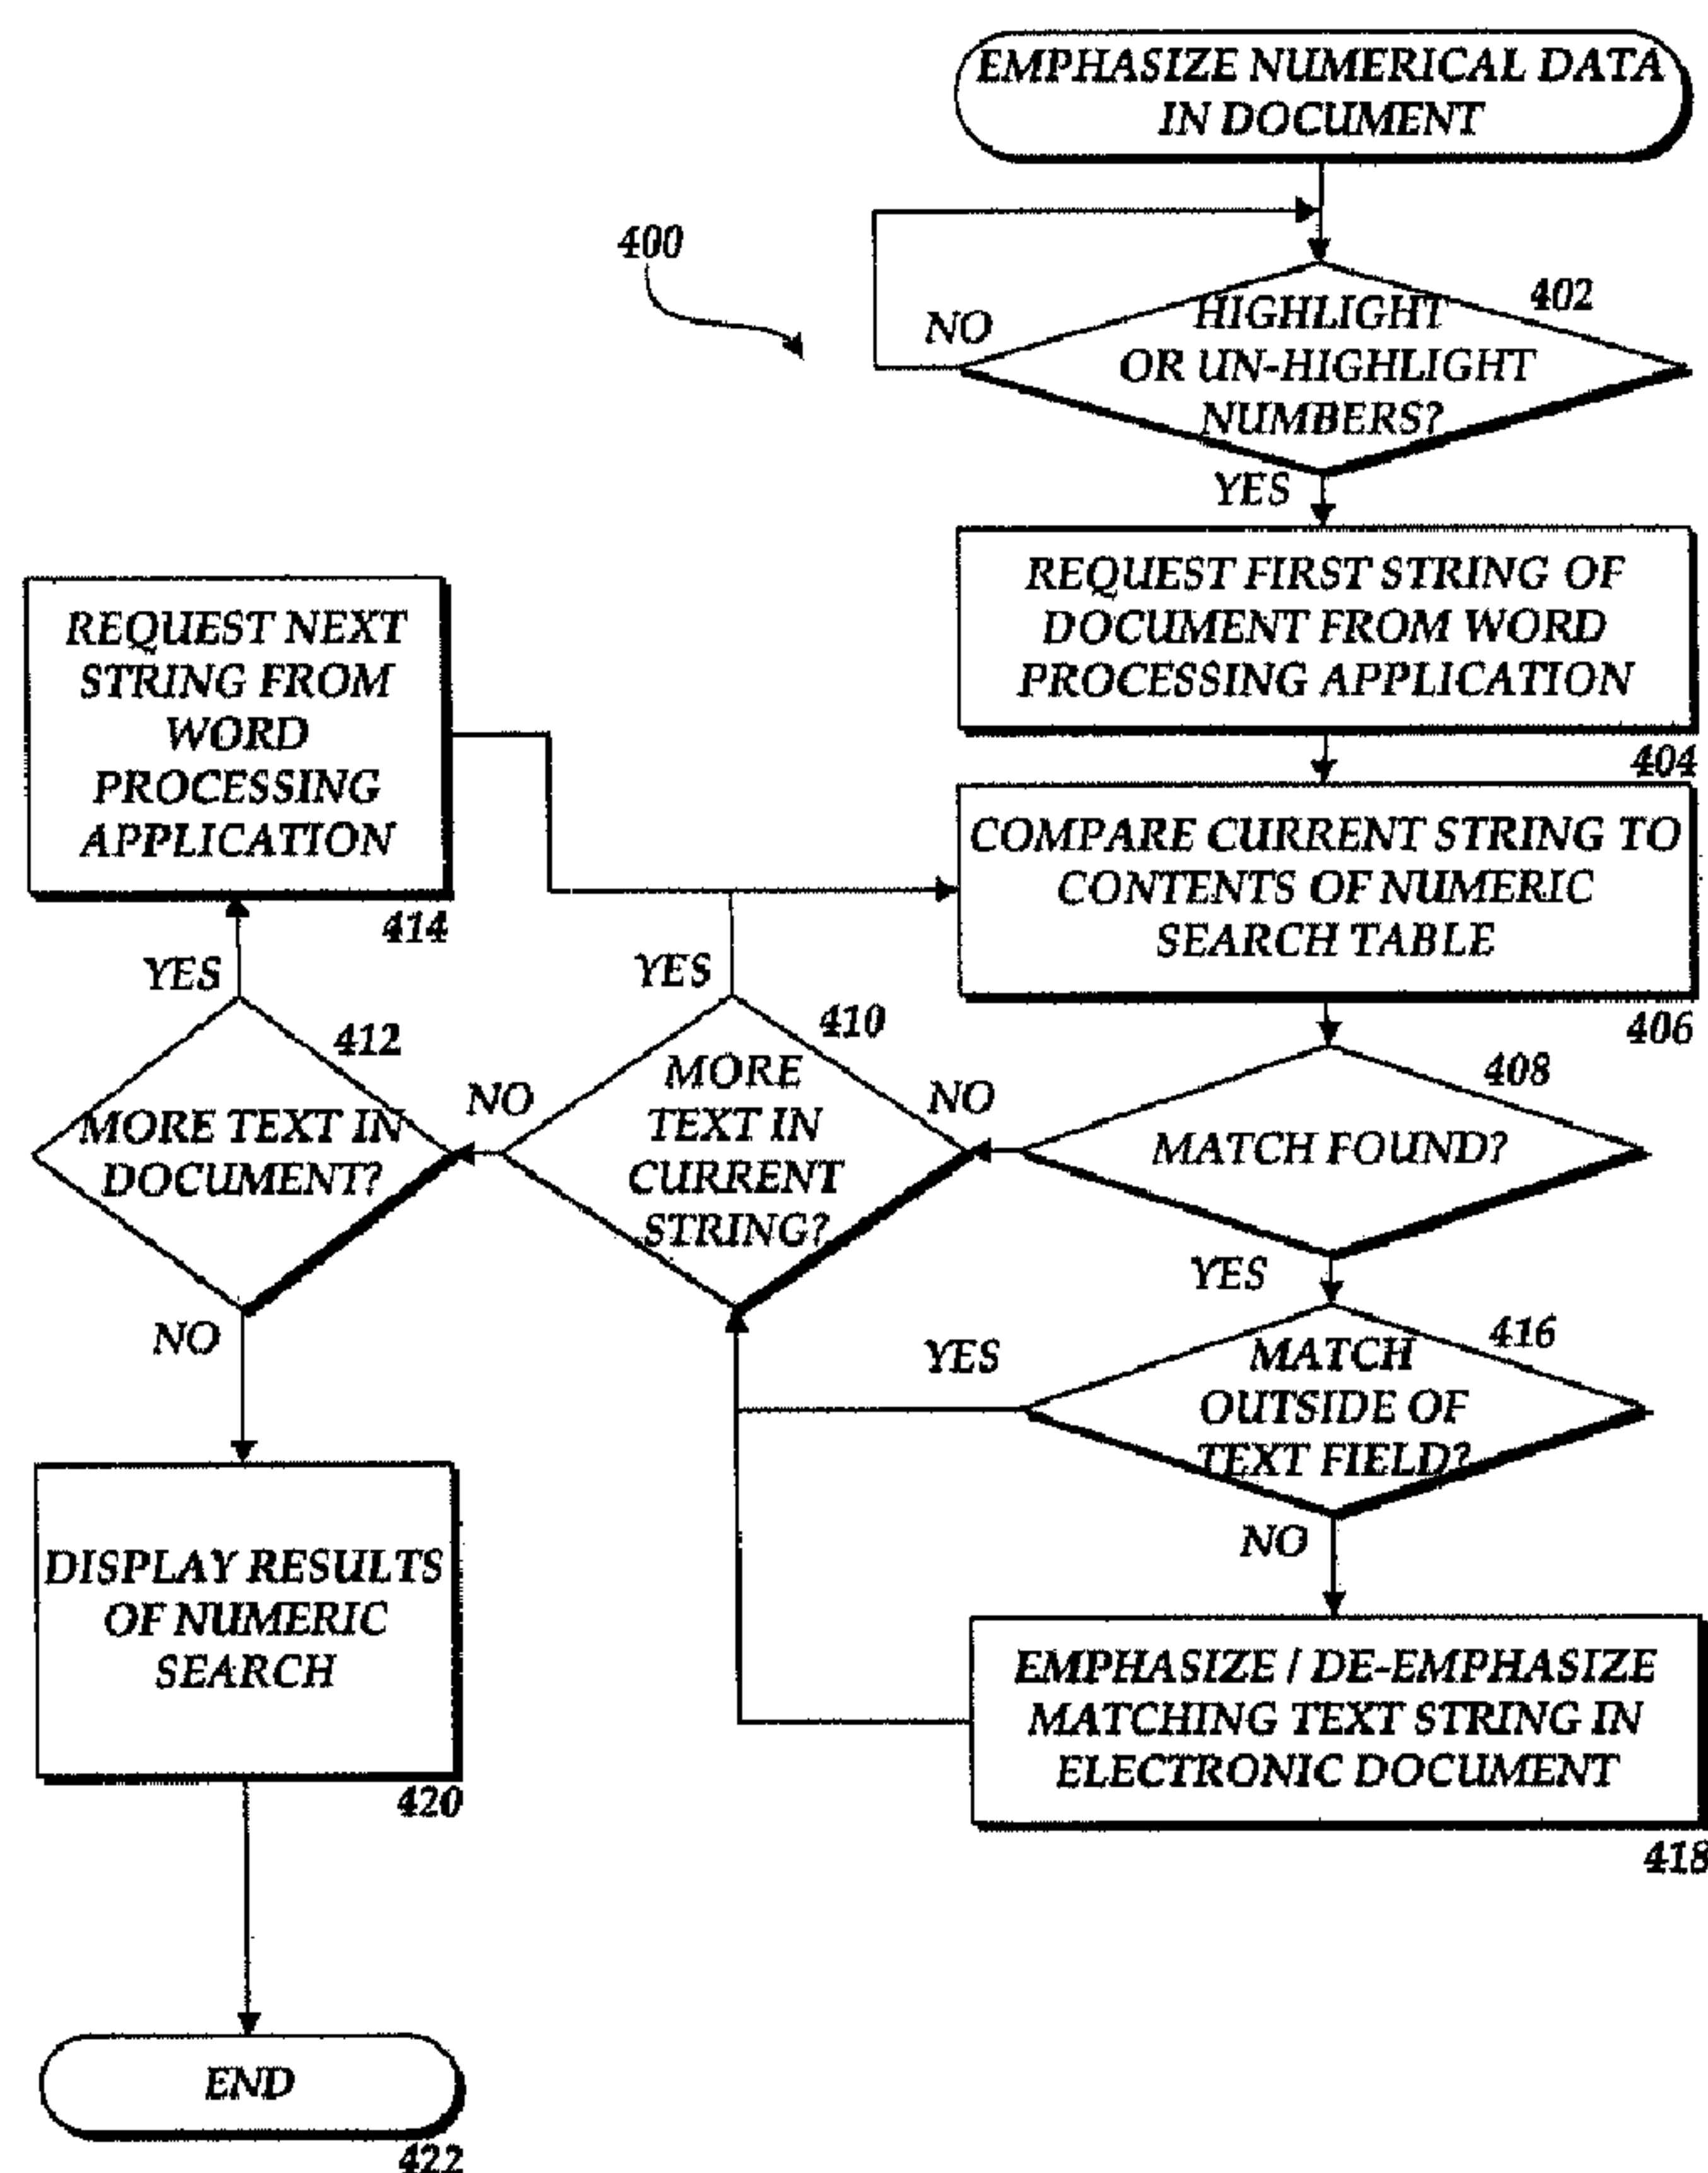 EMPHASIZE NUMERICAL DATA
IN DOCUMENT
400
402
NO
HIGHLIGHT
OR UN-HIGHLIGHT
NUMBERS?
YES
REQUEST FIRST STRING OF
DOCUMENT FROM WORD
PROCESSING APPLICATION
404
REQUEST NEXT
STRING FROM
WORD
PROCESSING
APPLICATION
414
COMPARE CURRENT STRING TO
CONTENTS OF NUMERIC
SEARCH TABLE
406
YES
412
MORE TEXT IN
DOCUMENT?
NO
YES
410
MORE
TEXT IN
CURRENT
STRING?
NO
408
MATCH FOUND?
YES
NO
YES
416
MATCH
OUTSIDE OF
TEXT FIELD?
NO
DISPLAY RESULTS
OF NUMERIC
SEARCH
420
EMPHASIZE / DE-EMPHASIZE
MATCHING TEXT STRING IN
ELECTRONIC DOCUMENT
418
END
422